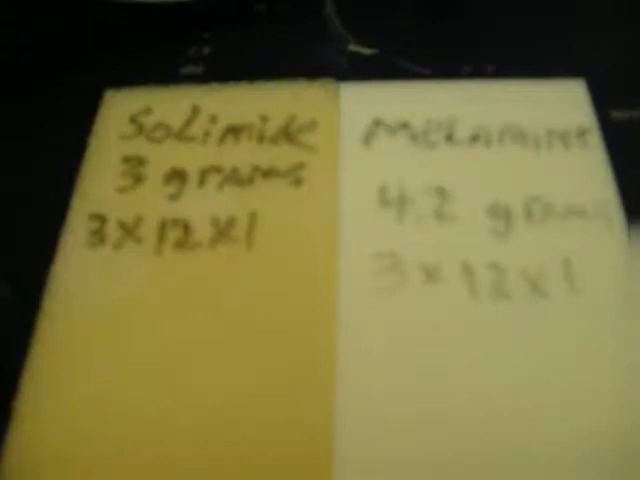 Solimide
3 grams
3x12x1
MELAMINE
4.2 grams
3x12x1